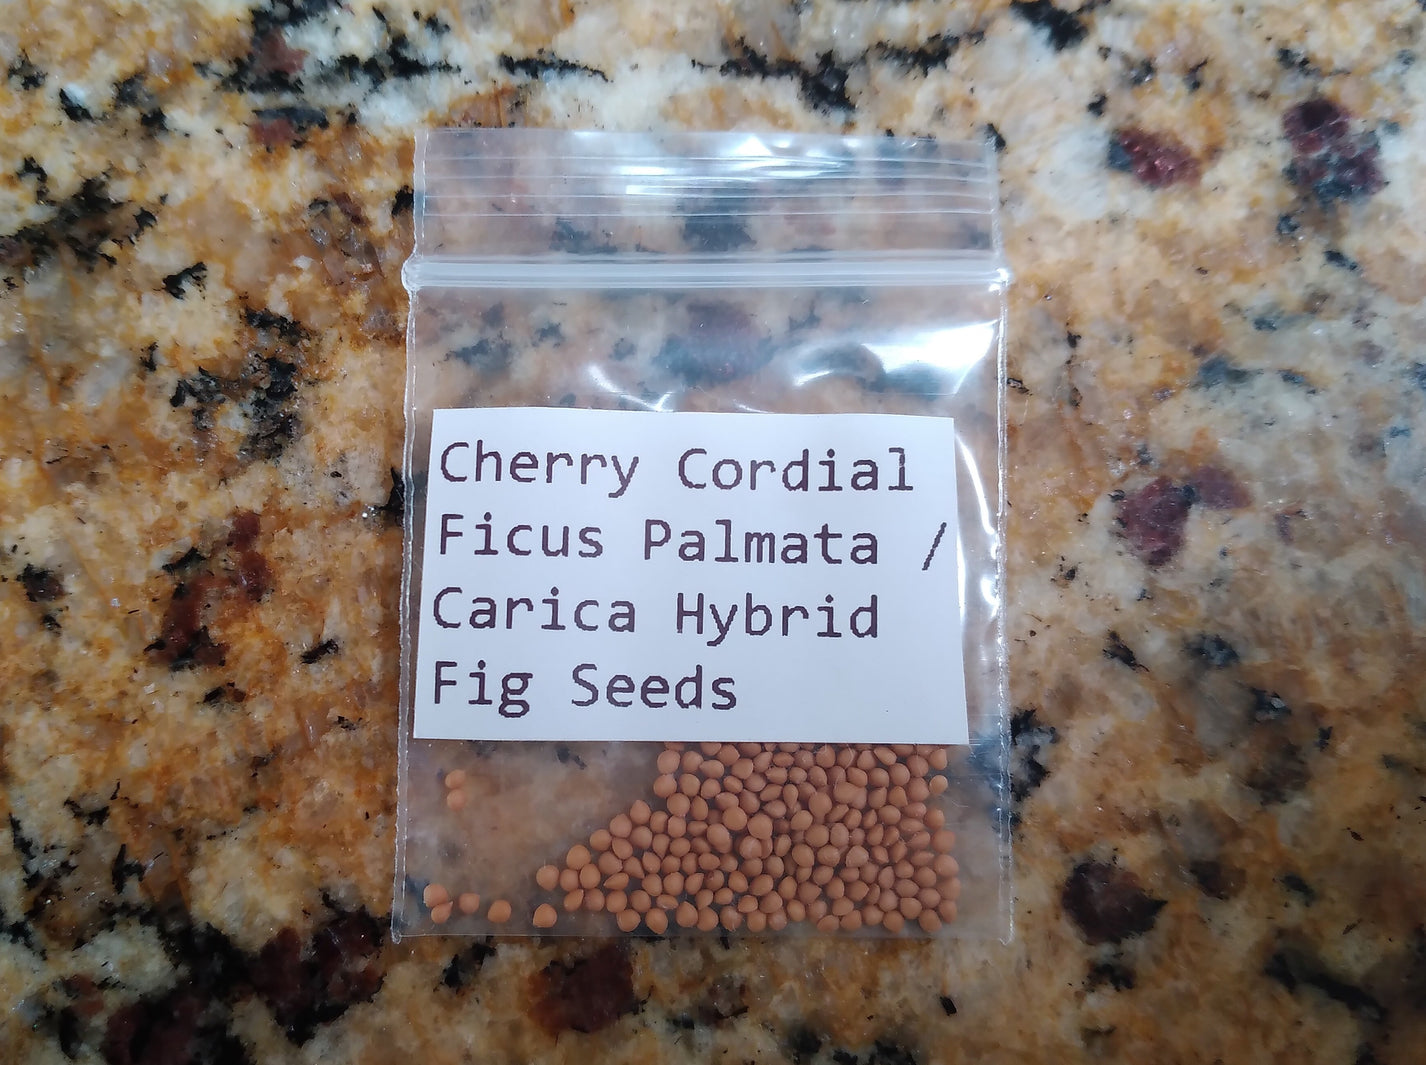 Cherry Cordial
Ficus Palmata /
Carica Hybrid
Fig Seeds